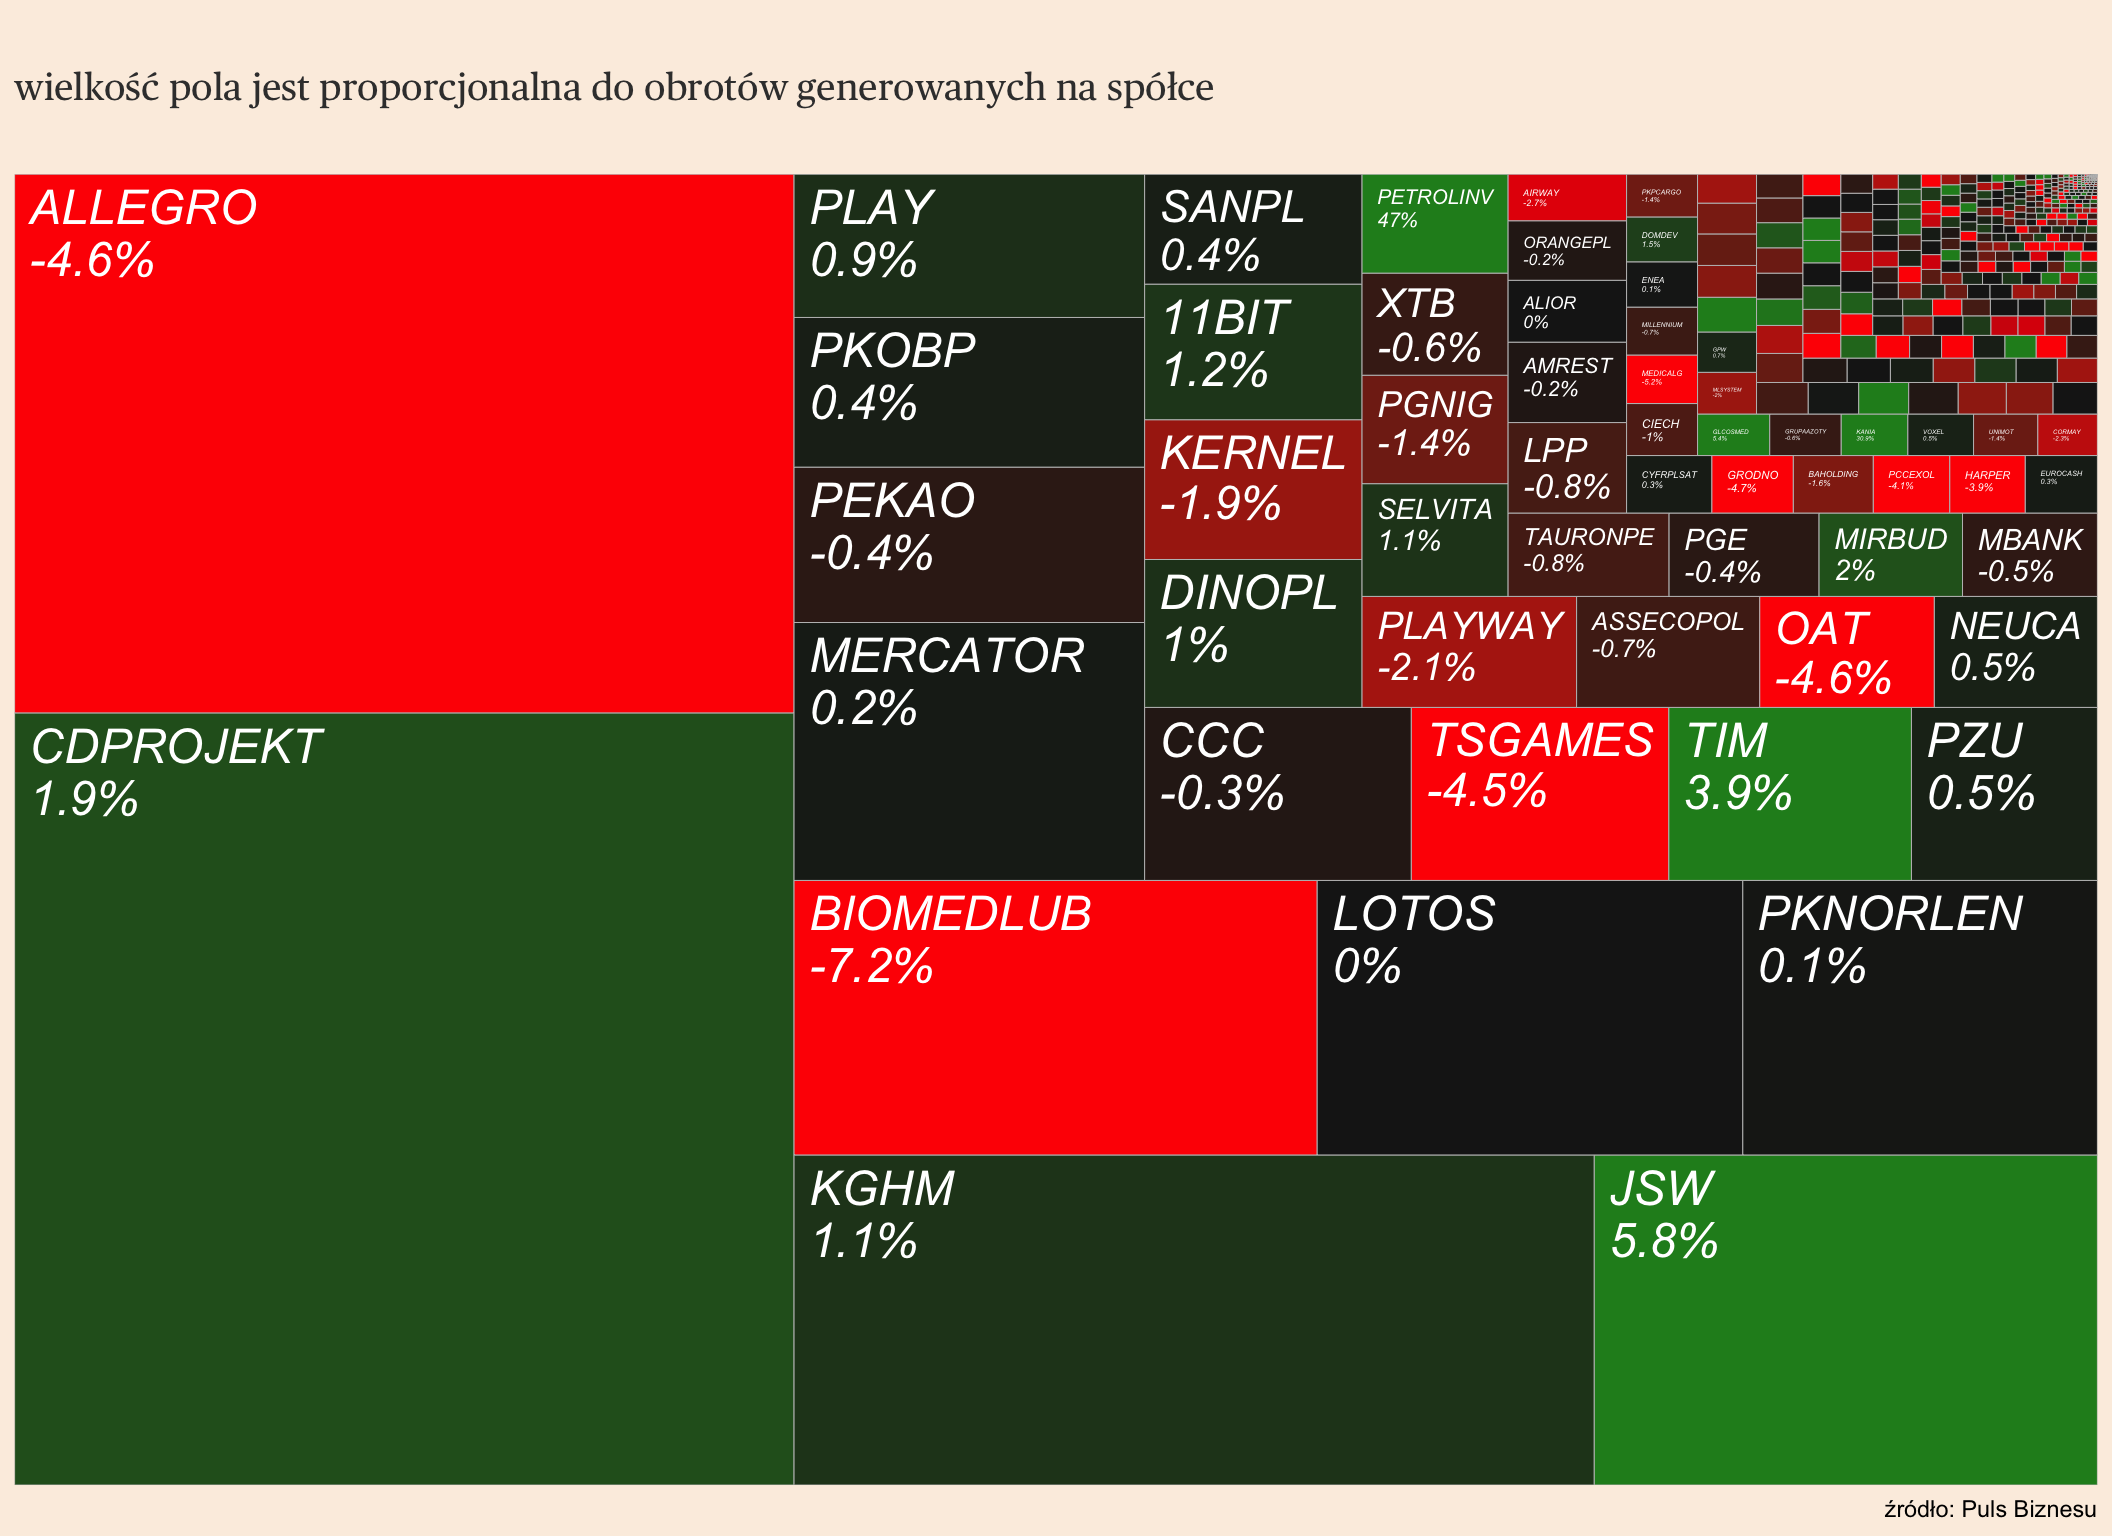 wielkość pola jest proporcjonalna do obrotów generowanych na spółce
ALLEGRO
-4.6%
CDPROJEKT
1.9%
PLAY
0.9%
PKOBP
0.4%
PEKAO
-0.4%
MERCATOR
0.2%
BIOMEDLUB
-7.2%
LOTOS
0%
PKNORLEN
0.1%
KGHM
1.1%
JSW
5.8%
SANPL
0.4%
11BIT
1.2%
KERNEL
-1.9%
DINOPL
1%
CCC
-0.3%
TSGAMES
-4.5%
TIM
3.9%
PZU
0.5%
PETROLINV
47%
XTB
-0.6%
PGNIG
-1.4%
SELVITA
1.1%
PLAYWAY
-2.1%
ASSECOPOL
-0.7%
OAT
-4.6%
NEUCA
0.5%
AIRWAY
-2.7%
ORANGEPL
-0.2%
ALIOR
0%
AMREST
-0.2%
LPP
-0.8%
TAURONPE
-0.8%
PGE
-0.4%
MIRBUD
2%
MBANK
-0.5%
PKPCARGO
-1.4%
DOMDEV
1.5%
ENEA
0.1%
MILLENNIUM
-0.7%
MEDICALG
-5.2%
CIECH
-1%
CYFRPLSAT
0.3%
GRODNO
-4.7%
BAHOLDING
-1.6%
PCCEXOL
-4.1%
HARPER
-3.9%
EUROCASH
0.3%
GPW
0.7%
MLSYSTEM
-2%
GLCOSMED
5.4%
GRUPAAZOTY
-0.6%
KANIA
30.9%
VOXEL
0.5%
UNIMOT
-1.4%
CORMAY
-2.3%
źródło: Puls Biznesu